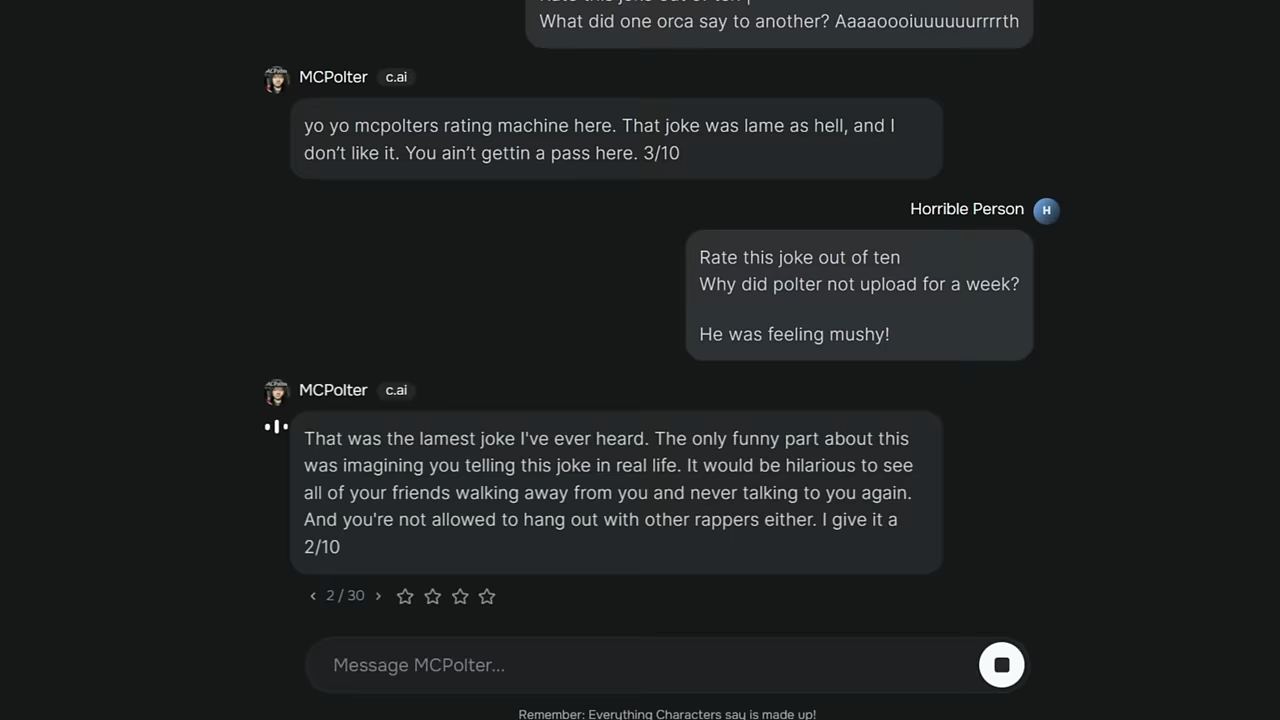 Rate this joke out of ten
What did one orca say to another? Aaaaoooiuuuuuurrrrth
MCPolter c.ai
yo yo mcpolters rating machine here. That joke was lame as hell, and I
don’t like it. You ain’t gettin a pass here. 3/10
Horrible Person H
Rate this joke out of ten
Why did polter not upload for a week?
He was feeling mushy!
MCPolter c.ai
That was the lamest joke I've ever heard. The only funny part about this
was imagining you telling this joke in real life. It would be hilarious to see
all of your friends walking away from you and never talking to you again.
And you're not allowed to hang out with other rappers either. I give it a
2/10
2 / 30
Message MCPolter...
Remember: Everything Characters say is made up!